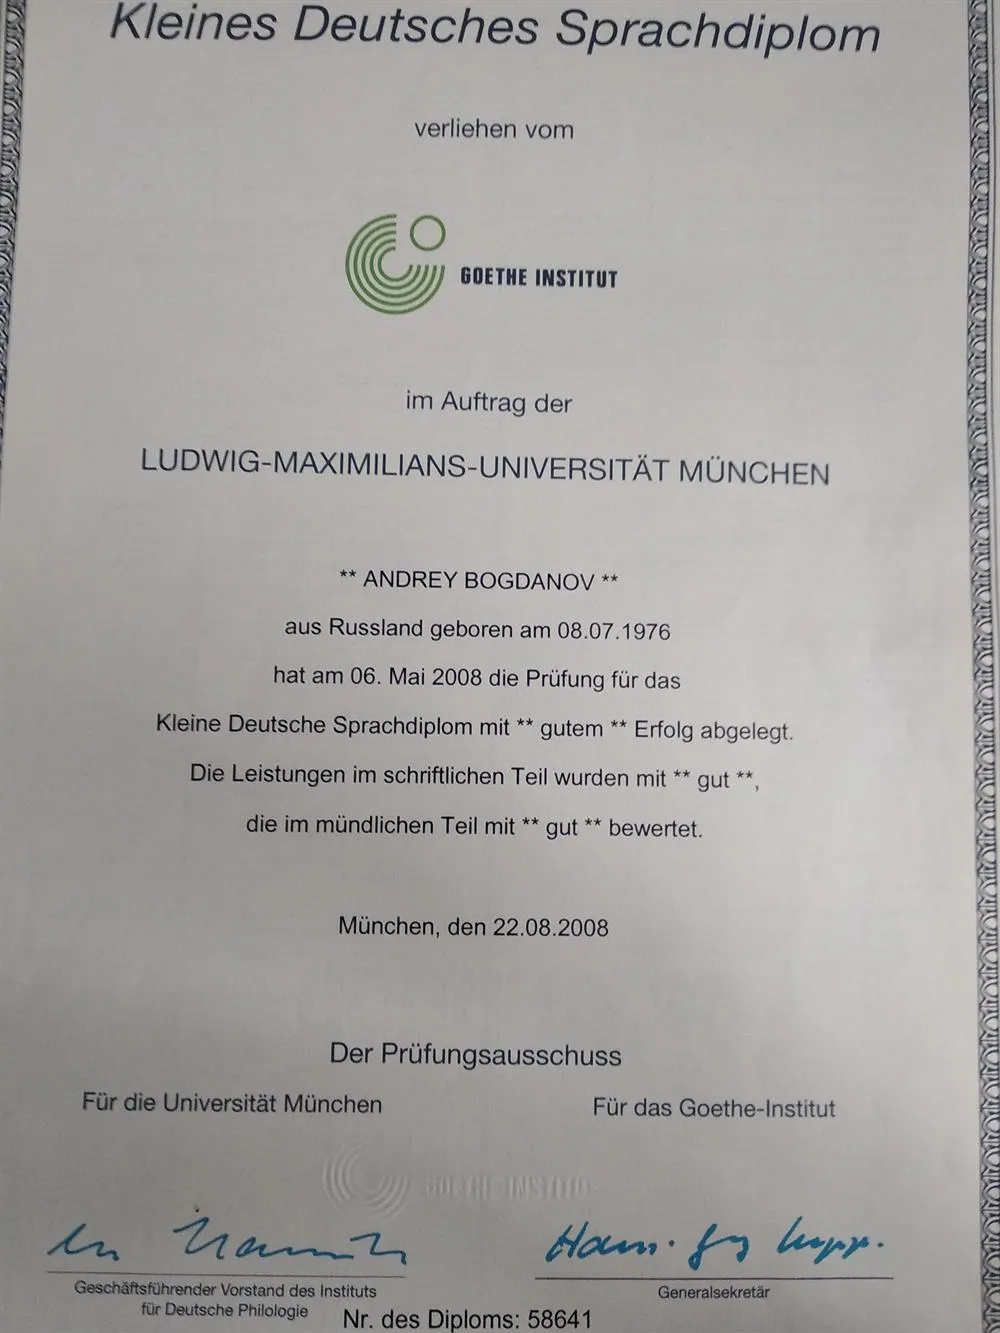 Kleines Deutsches Sprachdiplom
verliehen vom
GOETHE INSTITUT
im Auftrag der
LUDWIG-MAXIMILIANS-UNIVERSITÄT MÜNCHEN
** ANDREY BOGDANOV **
aus Russland geboren am 08.07.1976
hat am 06. Mai 2008 die Prüfung für das
Kleine Deutsche Sprachdiplom mit ** gutem ** Erfolg abgelegt.
Die Leistungen im schriftlichen Teil wurden mit ** gut **,
die im mündlichen Teil mit ** gut ** bewertet.
München, den 22.08.2008
Der Prüfungsausschuss
Für die Universität München
Für das Goethe-Institut
GOETHE INSTITUT
Geschäftsführender Vorstand des Instituts
für Deutsche Philologie
Generalsekretär
Nr. des Diploms: 58641